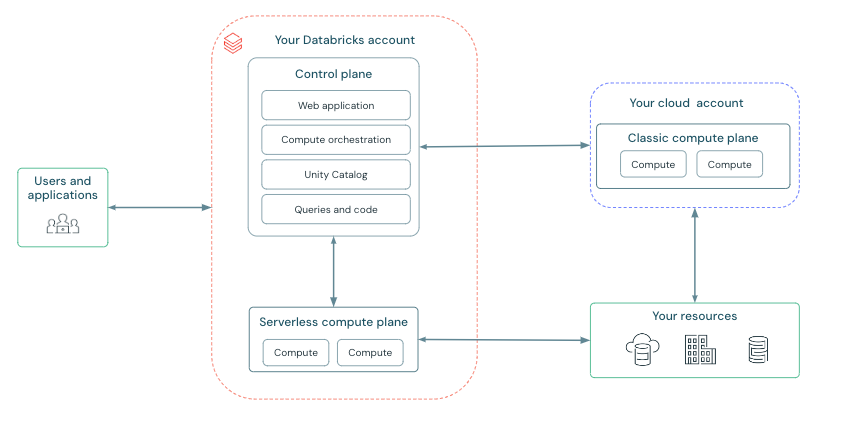 Your Databricks account
Control plane
Web application
Compute orchestration
Unity Catalog
Queries and code
Users and
applications
Serverless compute plane
Compute
Compute
Your cloud account
Classic compute plane
Compute
Compute
Your resources